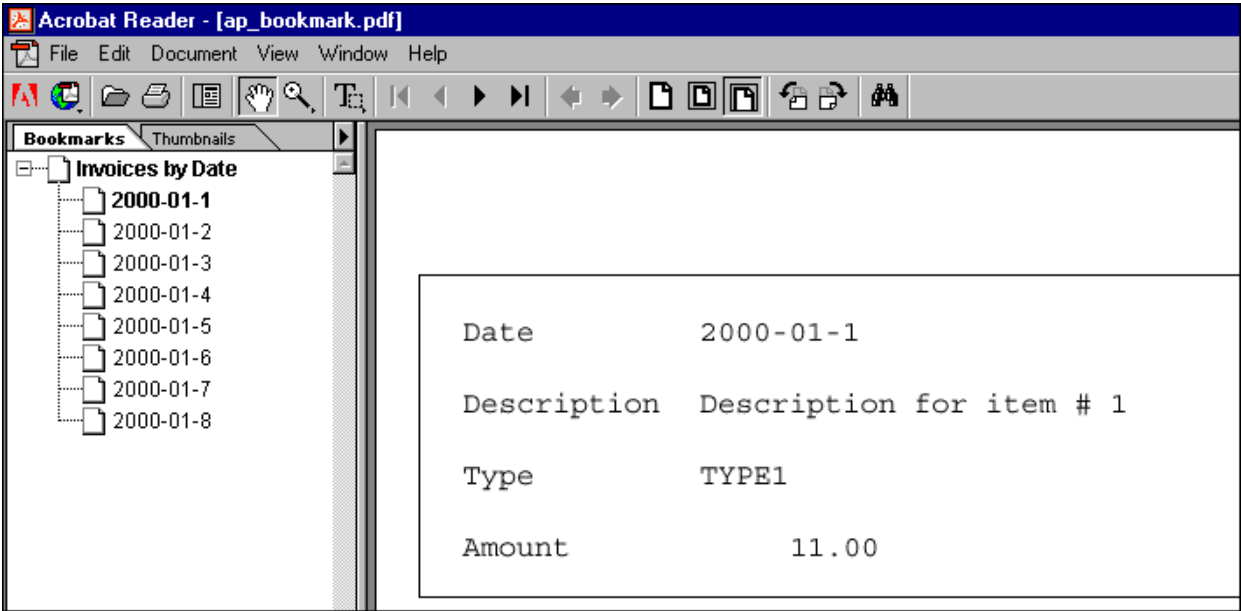 Acrobat Reader - [ap_bookmark.pdf]
File Edit Document View Window Help
Bookmarks Thumbnails
Invoices by Date
2000-01-1
2000-01-2
2000-01-3
2000-01-4
2000-01-5
2000-01-6
2000-01-7
2000-01-8
Date 2000-01-1
Description Description for item # 1
Type TYPE1
Amount 11.00